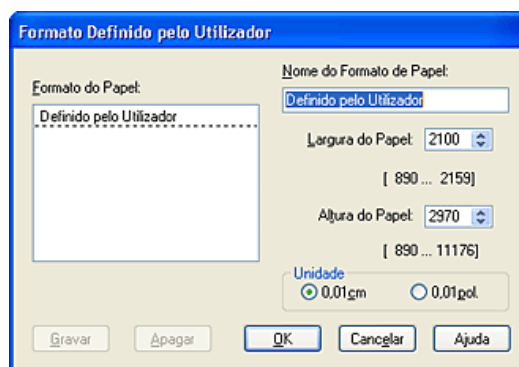 Formato Definido pelo Utilizador
Formato do Papel:
Definido pelo Utilizador
Nome do Formato de Papel:
Definido pelo Utilizador
Largura do Papel: 2100
[ 890 ... 2159]
Altura do Papel: 2970
[ 890 ... 11176]
Unidade
0,01cm 0,01pol.
Gravar Apagar OK Cancelar Ajuda